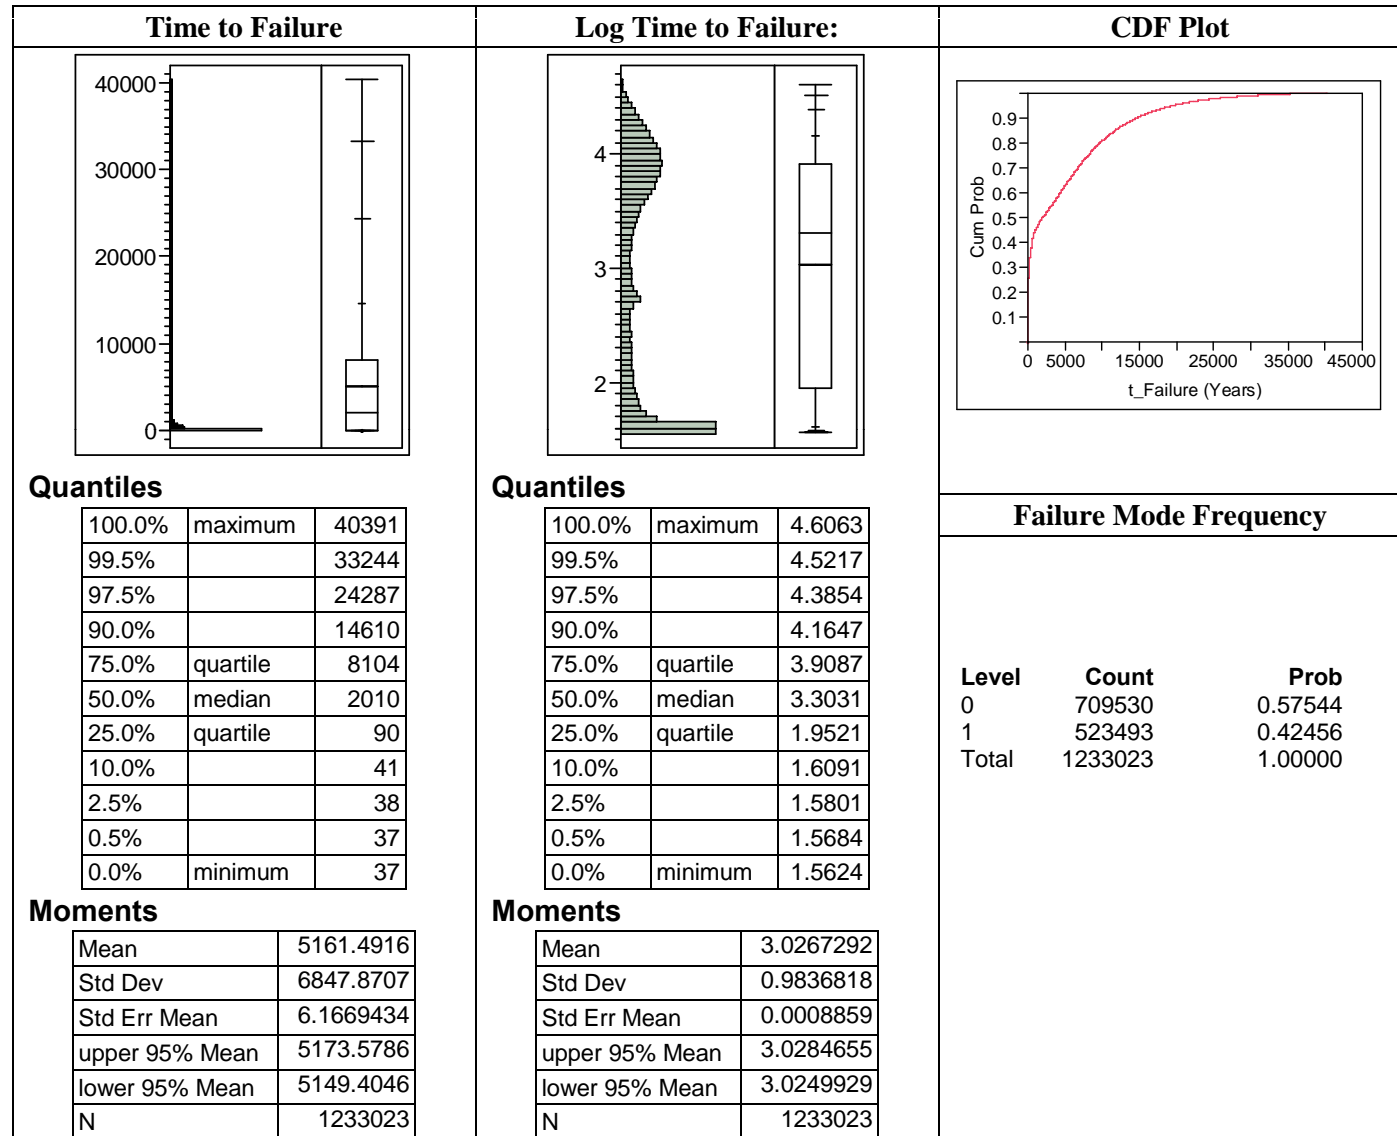 Time to Failure
40000
30000
20000
10000
0
Quantiles
100.0% maximum 40391
99.5% 33244
97.5% 24287
90.0% 14610
75.0% quartile 8104
50.0% median 2010
25.0% quartile 90
10.0% 41
2.5% 38
0.5% 37
0.0% minimum 37
Moments
Mean 5161.4916
Std Dev 6847.8707
Std Err Mean 6.1669434
upper 95% Mean 5173.5786
lower 95% Mean 5149.4046
N 1233023
Log Time to Failure:
4
3
2
Quantiles
100.0% maximum 4.6063
99.5% 4.5217
97.5% 4.3854
90.0% 4.1647
75.0% quartile 3.9087
50.0% median 3.3031
25.0% quartile 1.9521
10.0% 1.6091
2.5% 1.5801
0.5% 1.5684
0.0% minimum 1.5624
Moments
Mean 3.0267292
Std Dev 0.9836818
Std Err Mean 0.0008859
upper 95% Mean 3.0284655
lower 95% Mean 3.0249929
N 1233023
CDF Plot
Cum Prob
0.9
0.8
0.7
0.6
0.5
0.4
0.3
0.2
0.1
0 5000 15000 25000 35000 45000
t_Failure (Years)
Failure Mode Frequency
Level Count Prob
0 709530 0.57544
1 523493 0.42456
Total 1233023 1.00000